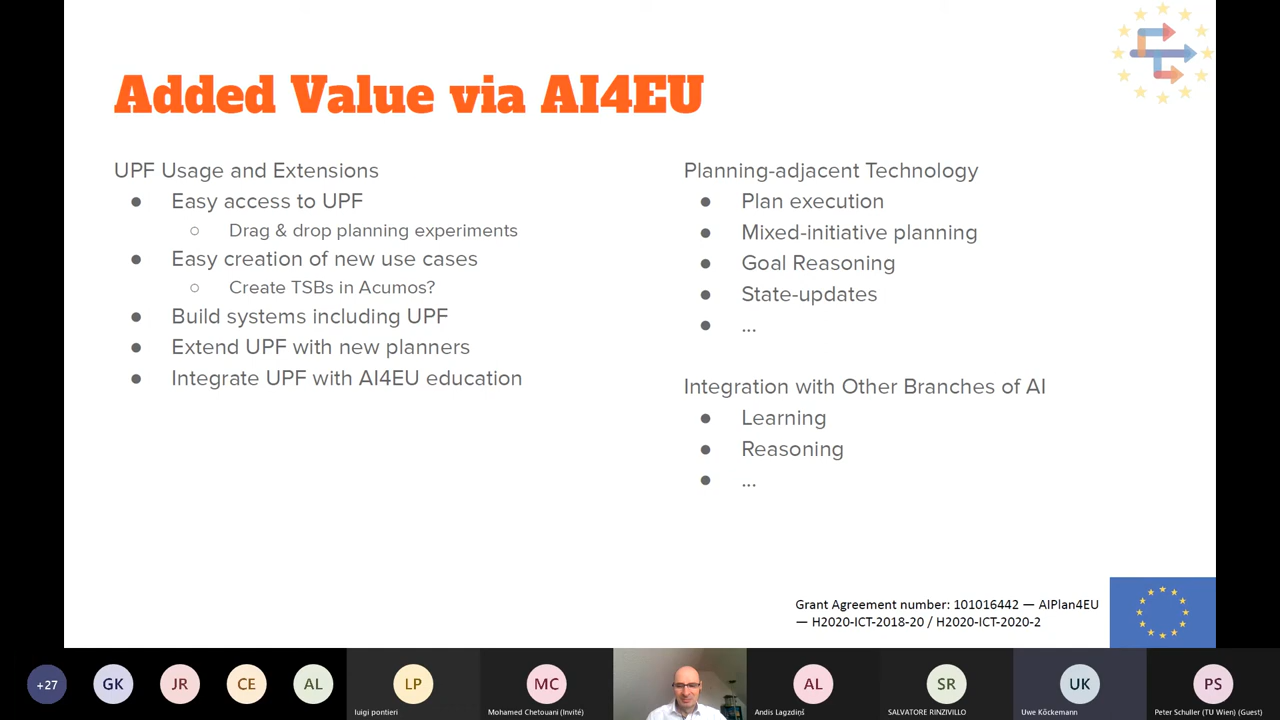 Added Value via AI4EU
UPF Usage and Extensions
● Easy access to UPF
○ Drag & drop planning experiments
● Easy creation of new use cases
○ Create TSBs in Acumos?
● Build systems including UPF
● Extend UPF with new planners
● Integrate UPF with AI4EU education
Planning-adjacent Technology
● Plan execution
● Mixed-initiative planning
● Goal Reasoning
● State-updates
● ...
Integration with Other Branches of AI
● Learning
● Reasoning
● ...
Grant Agreement number: 101016442 — AIPlan4EU
— H2020-ICT-2018-20 / H2020-ICT-2020-2
+27
GK
JR
CE
AL
LP
luigi pontieri
MC
Mohamed Chetouani (Invité)
AL
Andis Lagzdiņš
SR
SALVATORE RINZIVILLO
UK
Uwe Köckemann
PS
Peter Schuller (TU Wien) (Guest)